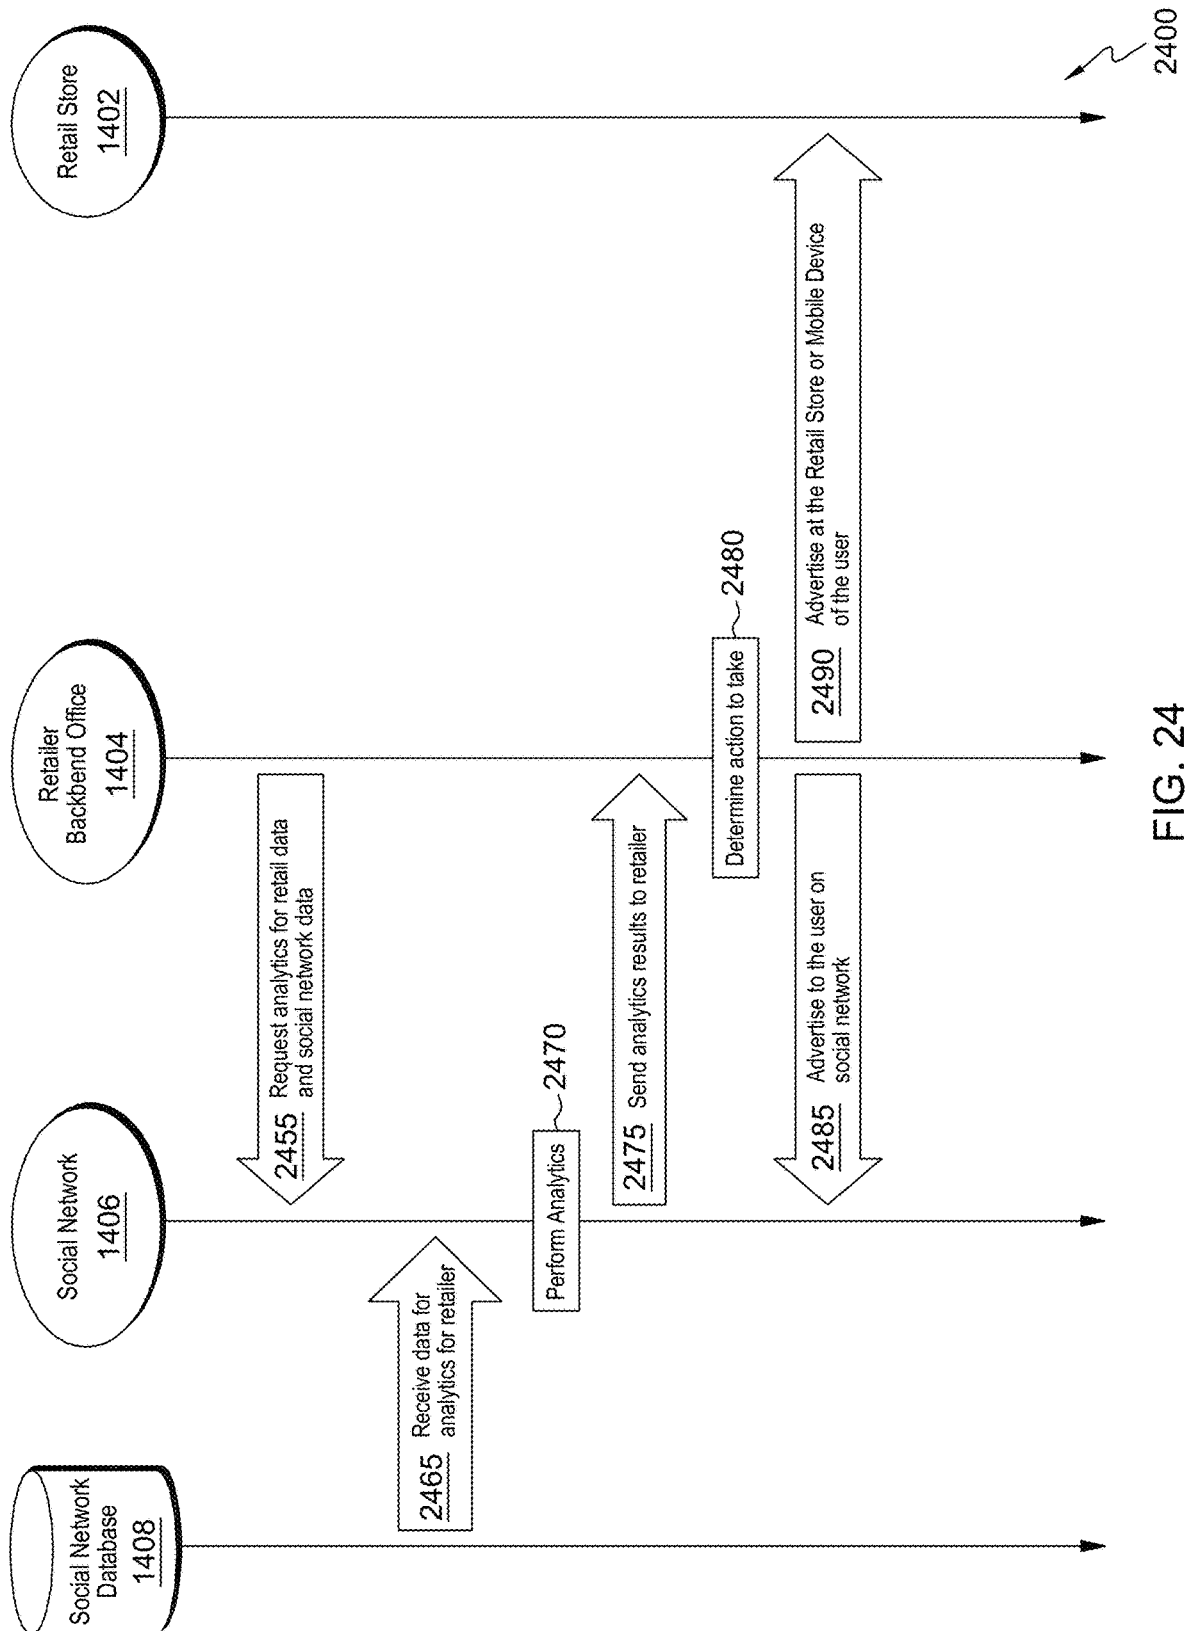 Social Network
Database
1408
Social Network
1406
Retailer
Backbend Office
1404
Retail Store
1402
2455 Request analytics for retail data
and social network data
2465 Receive data for
analytics for retailer
Perform Analytics
2470
2475 Send analytics results to retailer
Determine action to take
2480
2485 Advertise to the user on
social network
2490 Advertise at the Retail Store or Mobile Device
of the user
2400
FIG. 24